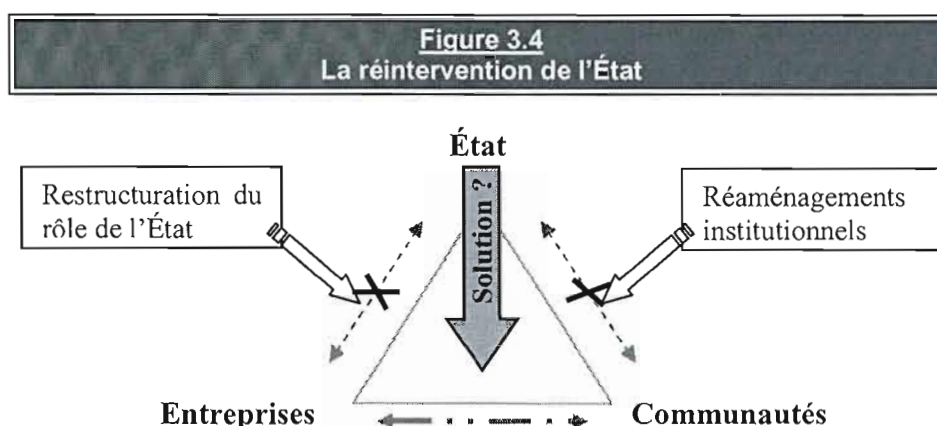 Figure 3.4
La réintervention de l'État
État
Restructuration du
rôle de l'État
Solution ?
Réaménagements
institutionnels
Entreprises
Communautés